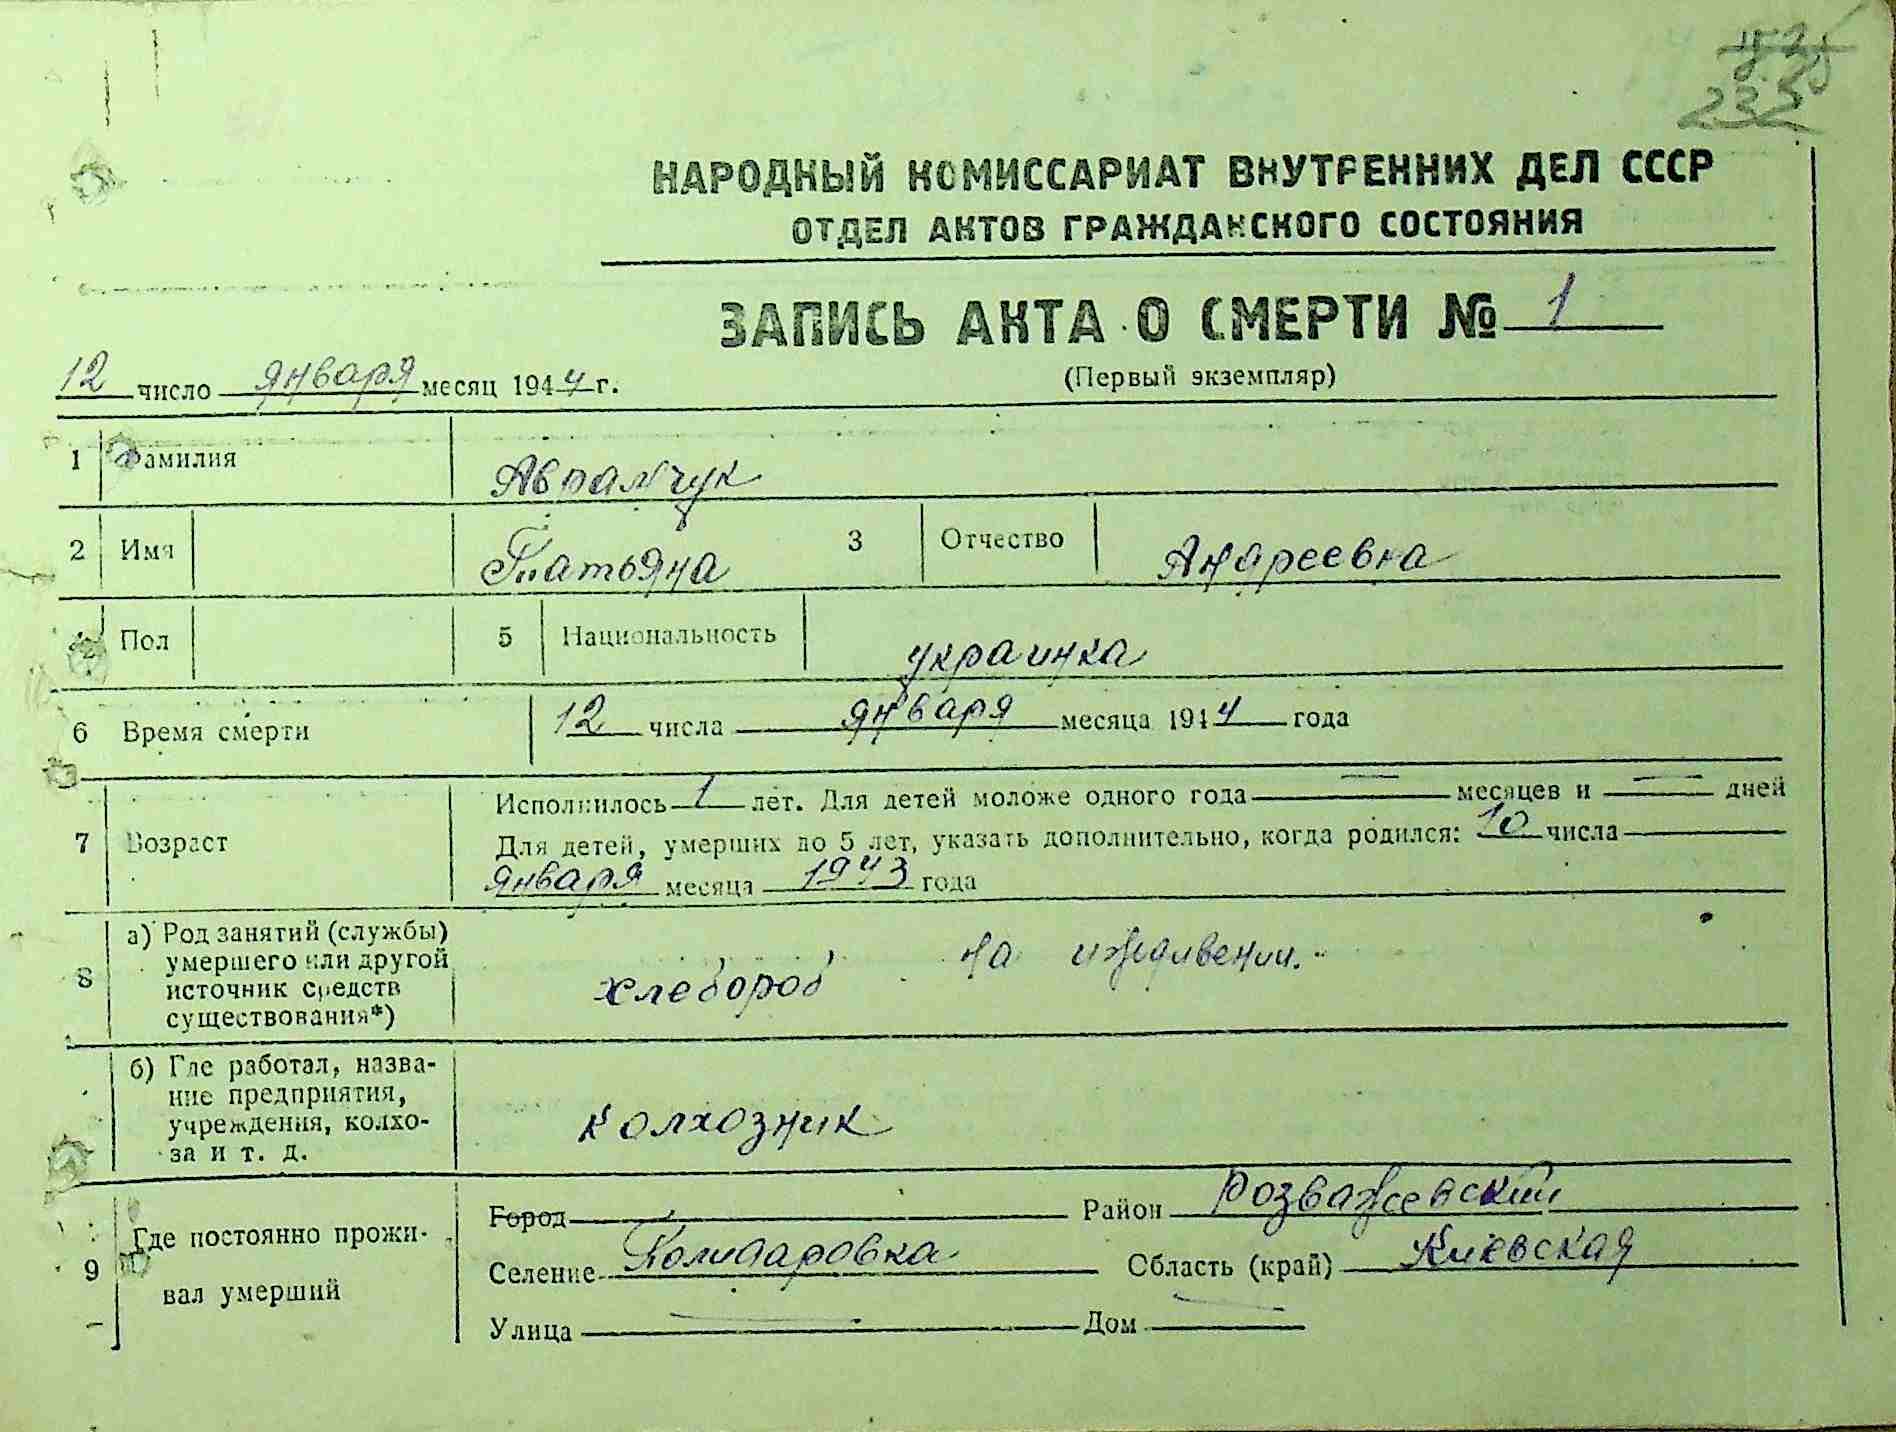 235
НАРОДНЫЙ КОМИССАРИАТ ВНУТРЕННИХ ДЕЛ СССР
ОТДЕЛ АКТОВ ГРАЖДАНСКОГО СОСТОЯНИЯ
ЗАПИСЬ АКТА О СМЕРТИ № 1
12 число января месяц 1944 г.
(Первый экземпляр)
1 Фамилия Аврамчук
2 Имя Татьяна 3 Отчество Андреевна
Пол 5 Национальность украинка
6 Время смерти 12 числа января месяца 1944 года
Исполнилось 1 лет. Для детей моложе одного года — месяцев и — дней
7 Возраст Для детей, умерших до 5 лет, указать дополнительно, когда родился: 10 числа
января месяца 1943 года
8 а) Род занятий (службы)
умершего или другой
источник средств
существования*)
хлебороб на иждивении.
б) Где работал, назва-
ние предприятия,
учреждения, колхо-
за и т. д.
колхозник
9 Где постоянно прожи-
вал умерший
Город Район Розважевский
Селение Область (край) Киевская
Улица — Дом —